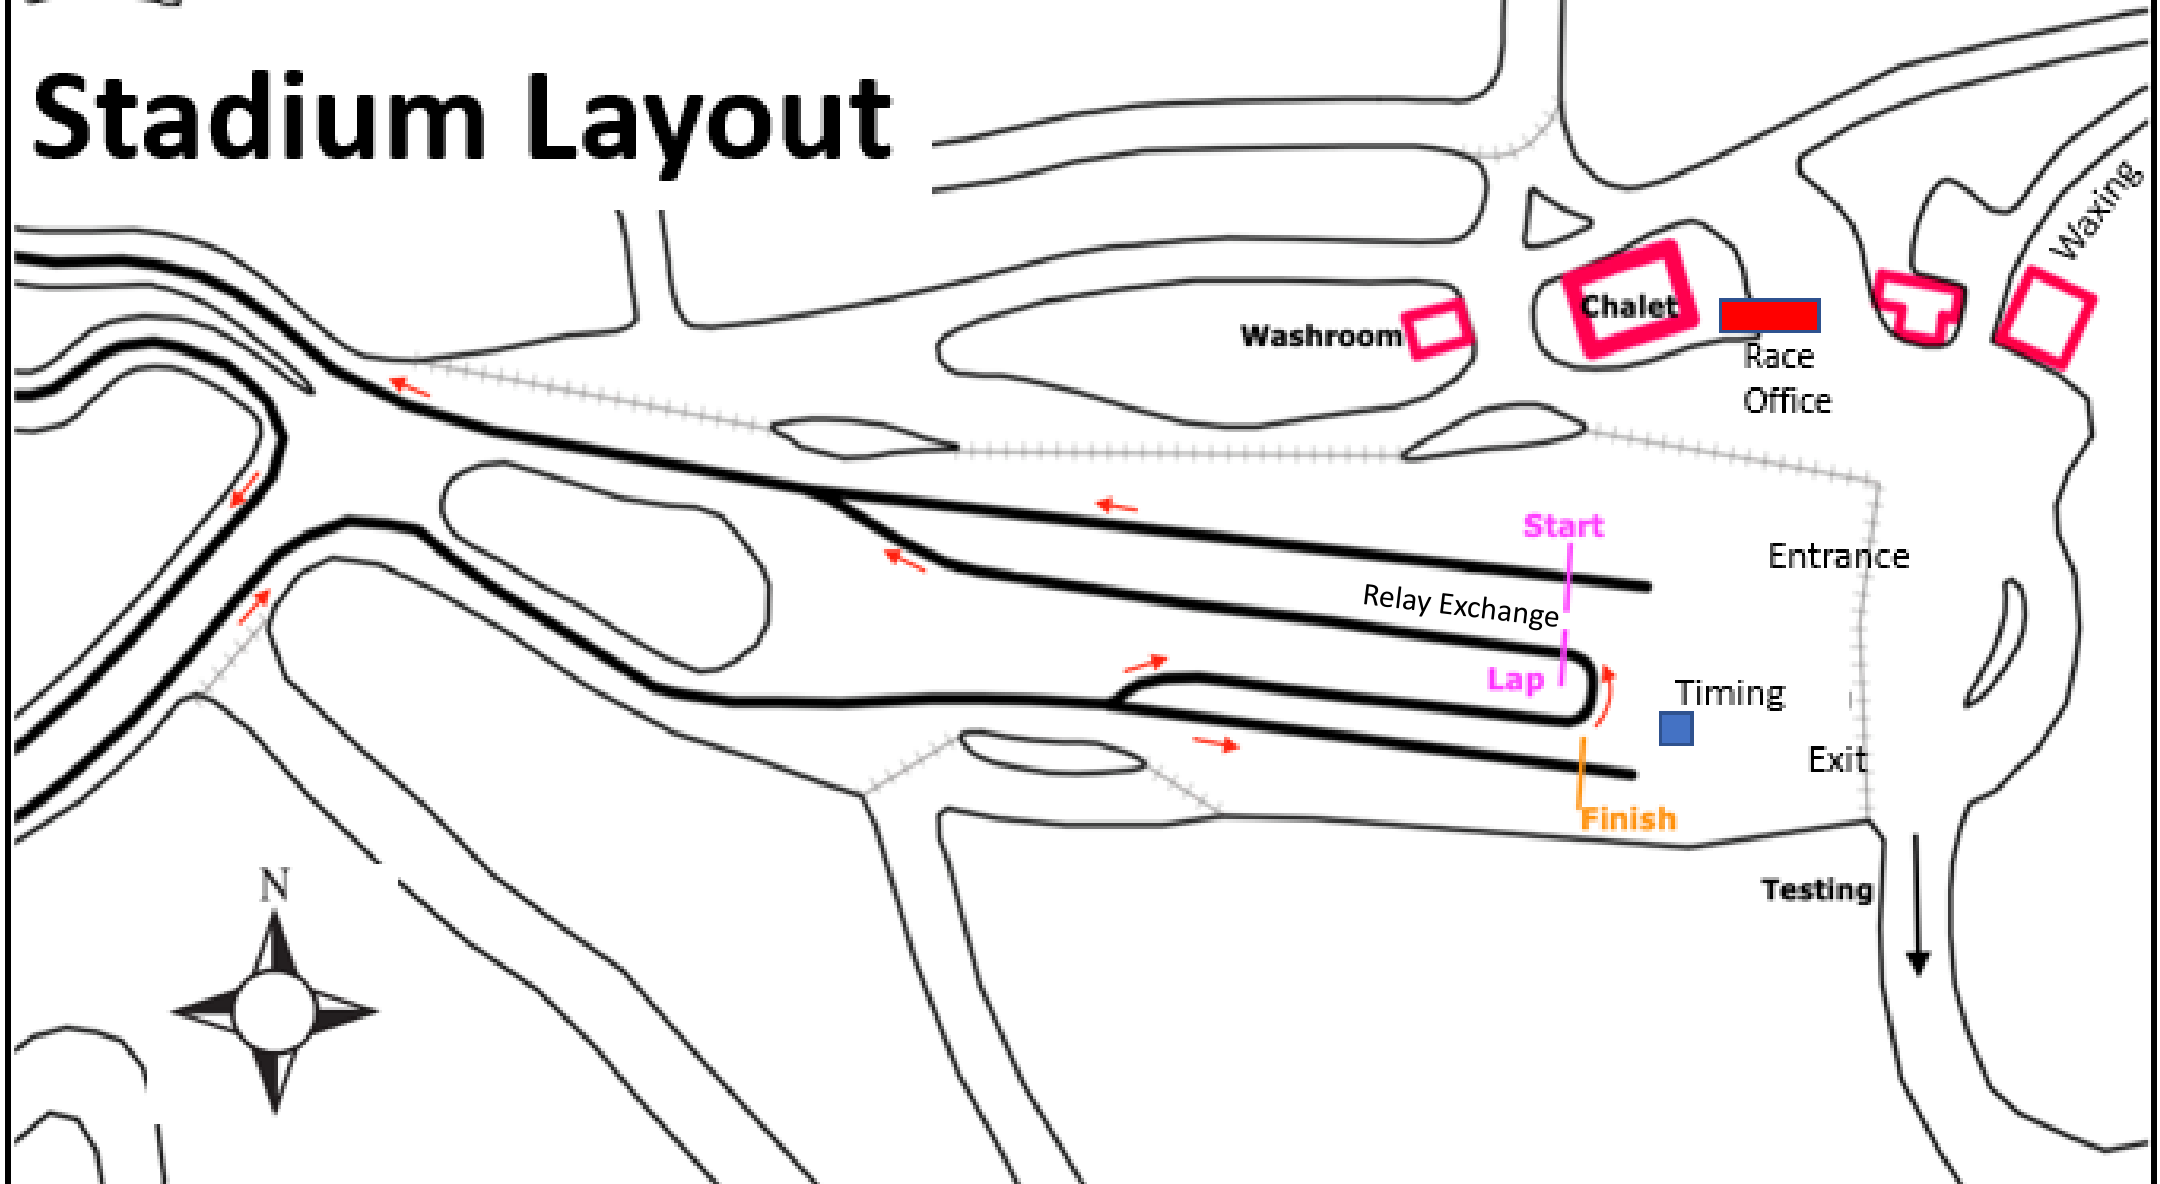 Stadium Layout
Waxing
Chalet
Washroom
Race
Office
Start
Entrance
Relay Exchange
Lap
Timing
Exit
Finish
N
Testing